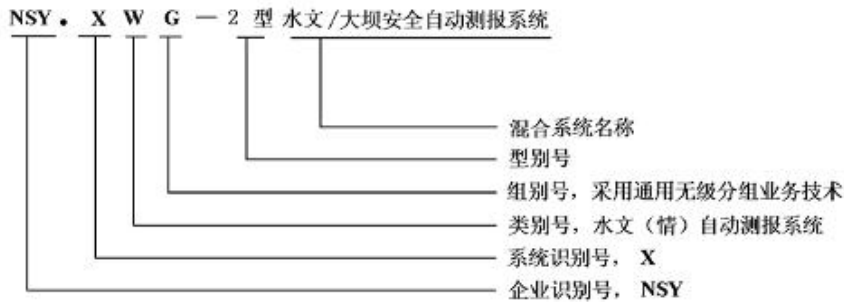 NSY. X W G — 2 型 水文/大坝安全自动测报系统
混合系统名称
型别号
组别号，采用通用无级分组业务技术
类别号，水文（情）自动测报系统
系统识别号， X
企业识别号， NSY